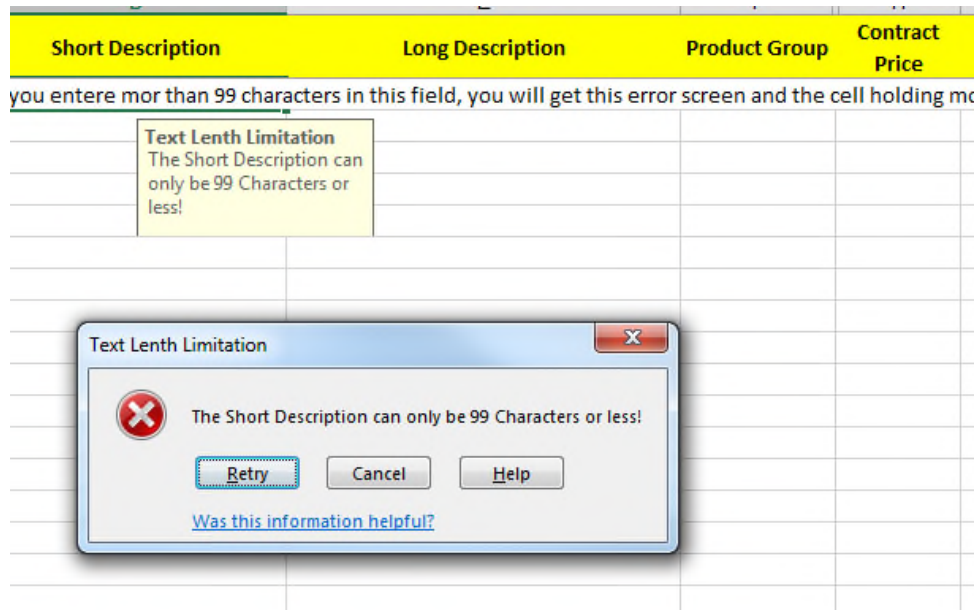 Short Description Long Description Product Group Contract Price
you entere mor than 99 characters in this field, you will get this error screen and the cell holding
Text Lenth Limitation
The Short Description can
only be 99 Characters or
less!
Text Lenth Limitation
The Short Description can only be 99 Characters or less!
Retry Cancel Help
Was this information helpful?